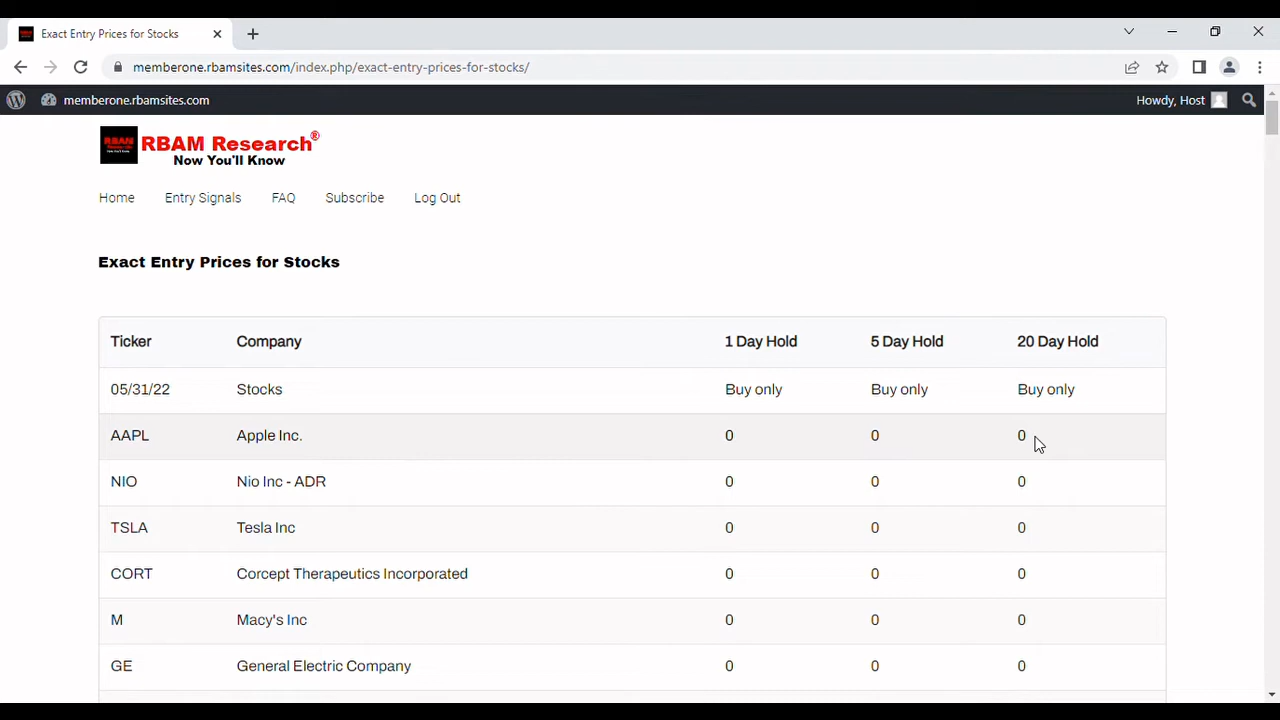 Exact Entry Prices for Stocks
memberone.rbamsites.com/index.php/exact-entry-prices-for-stocks/
memberone.rbamsites.com Howdy, Host
RBAM Research®
Now You'll Know
Home Entry Signals FAQ Subscribe Log Out
Exact Entry Prices for Stocks
Ticker Company 1 Day Hold 5 Day Hold 20 Day Hold
05/31/22 Stocks Buy only Buy only Buy only
AAPL Apple Inc. 0 0 0
NIO Nio Inc - ADR 0 0 0
TSLA Tesla Inc 0 0 0
CORT Corcept Therapeutics Incorporated 0 0 0
M Macy's Inc 0 0 0
GE General Electric Company 0 0 0